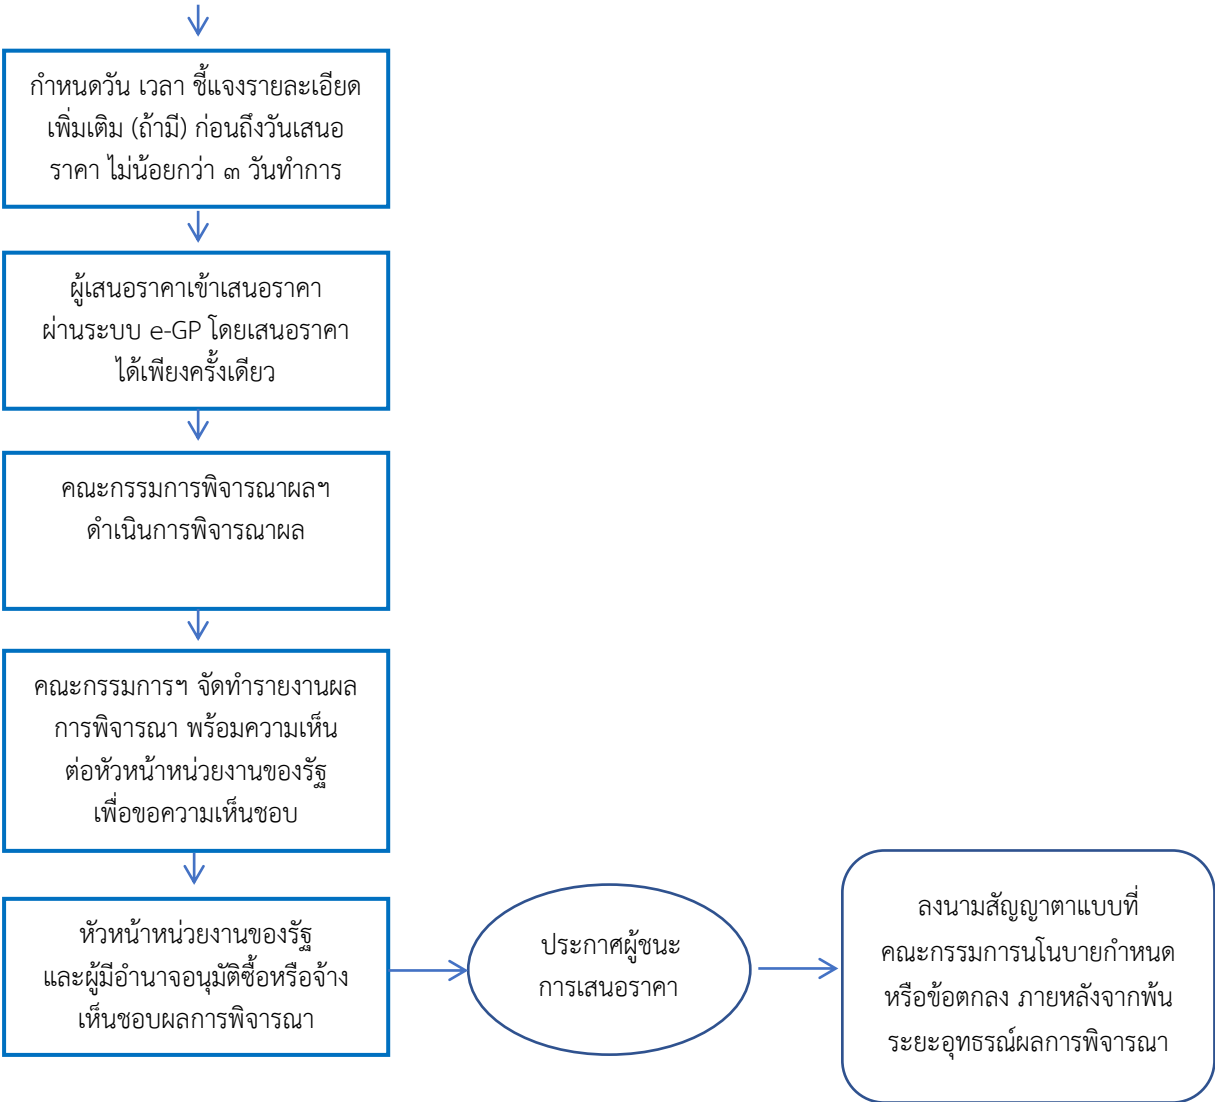 กำหนดวัน เวลา ชี้แจงรายละเอียด
เพิ่มเติม (ถ้ามี) ก่อนถึงวันเสนอ
ราคา ไม่น้อยกว่า ๓ วันทำการ
ผู้เสนอราคาเข้าเสนอราคา
ผ่านระบบ e-GP โดยเสนอราคา
ได้เพียงครั้งเดียว
คณะกรรมการพิจารณาผลฯ
ดำเนินการพิจารณาผล
คณะกรรมการฯ จัดทำรายงานผล
การพิจารณา พร้อมความเห็น
ต่อหัวหน้าหน่วยงานของรัฐ
เพื่อขอความเห็นชอบ
หัวหน้าหน่วยงานของรัฐ
และผู้มีอำนาจอนุมัติซื้อหรือจ้าง
เห็นชอบผลการพิจารณา
ประกาศผู้ชนะ
การเสนอราคา
ลงนามสัญญาตาแบบที่
คณะกรรมการนโนบายกำหนด
หรือข้อตกลง ภายหลังจากพ้น
ระยะอุทธรณ์ผลการพิจารณา